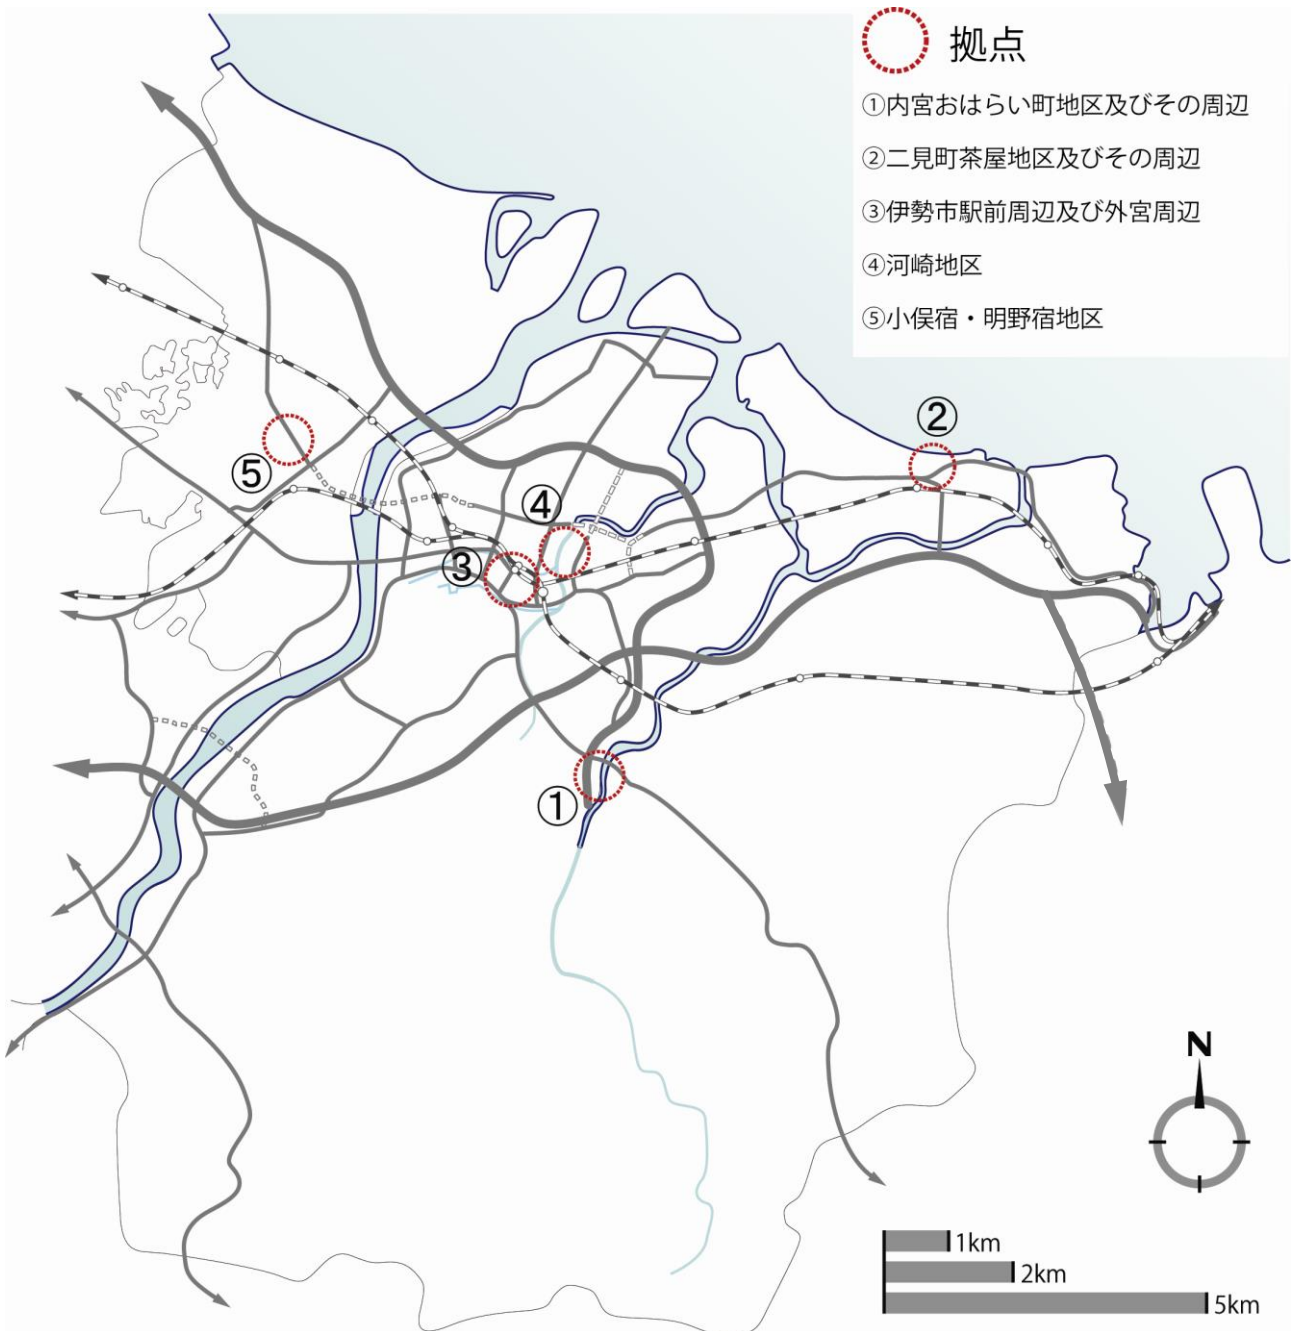 拠点
①内宮おはらい町地区及びその周辺
②二見町茶屋地区及びその周辺
③伊勢市駅前周辺及び外宮周辺
④河崎地区
⑤小俣宿・明野宿地区
②
⑤
④
③
①
N
1km
2km
5km